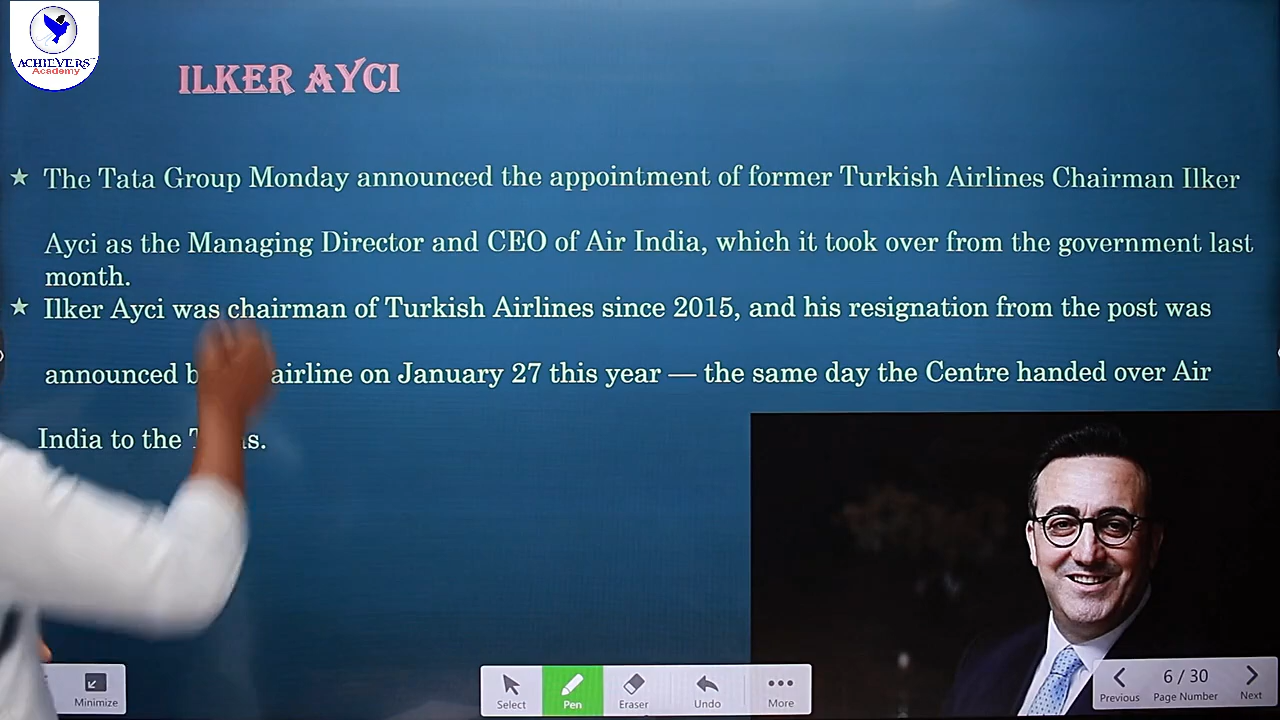 ACHIEVERS
Academy
ILKER AYCI
The Tata Group Monday announced the appointment of former Turkish Airlines Chairman Ilker
Ayci as the Managing Director and CEO of Air India, which it took over from the government last
month.
Ilker Ayci was chairman of Turkish Airlines since 2015, and his resignation from the post was
announced airline on January 27 this year — the same day the Centre handed over Air
India to the
Minimize
Select
Pen
Eraser
Undo
More
Previous
6 / 30
Page Number
Next